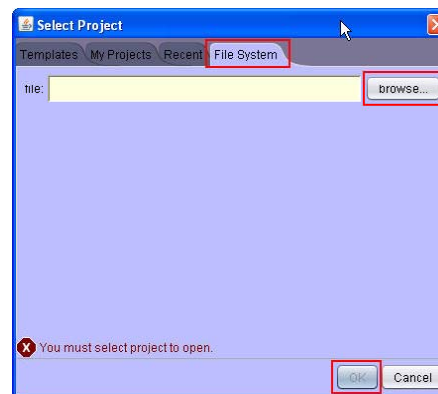 Select Project
Templates My Projects Recent File System
file: browse...
You must select project to open.
OK Cancel